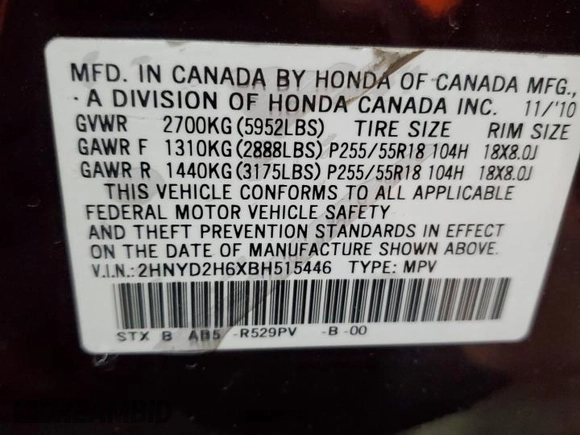 MFD. IN CANADA BY HONDA OF CANADA MFG.,
A DIVISION OF HONDA CANADA INC. 11/'10
GVWR 2700KG(5952LBS) TIRE SIZE RIM SIZE
GAWR F 1310KG(2888LBS) P255/55R18 104H 18X8.0J
GAWR R 1440KG(3175LBS) P255/55R18 104H 18X8.0J
THIS VEHICLE CONFORMS TO ALL APPLICABLE
FEDERAL MOTOR VEHICLE SAFETY
AND THEFT PREVENTION STANDARDS IN EFFECT
ON THE DATE OF MANUFACTURE SHOWN ABOVE.
V.I.N.: 2HNYD2H6XBH515446 TYPE: MPV
STX B AB5 -R529PV -B-00